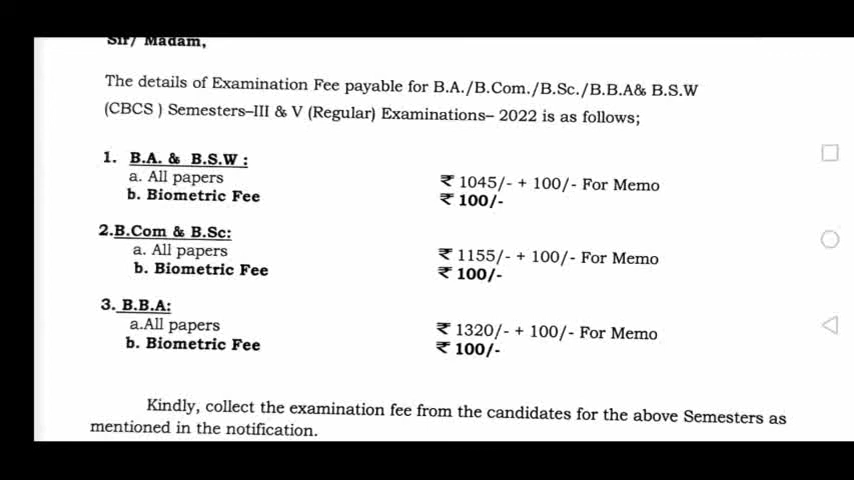 Sir/ Madam,
The details of Examination Fee payable for B.A./B.Com./B.Sc./B.B.A& B.S.W
(CBCS ) Semesters–III & V (Regular) Examinations– 2022 is as follows;
1. B.A. & B.S.W :
a. All papers ₹ 1045/- + 100/- For Memo
b. Biometric Fee ₹ 100/-
2.B.Com & B.Sc:
a. All papers ₹ 1155/- + 100/- For Memo
b. Biometric Fee ₹ 100/-
3. B.B.A:
a.All papers ₹ 1320/- + 100/- For Memo
b. Biometric Fee ₹ 100/-
Kindly, collect the examination fee from the candidates for the above Semesters as
mentioned in the notification.